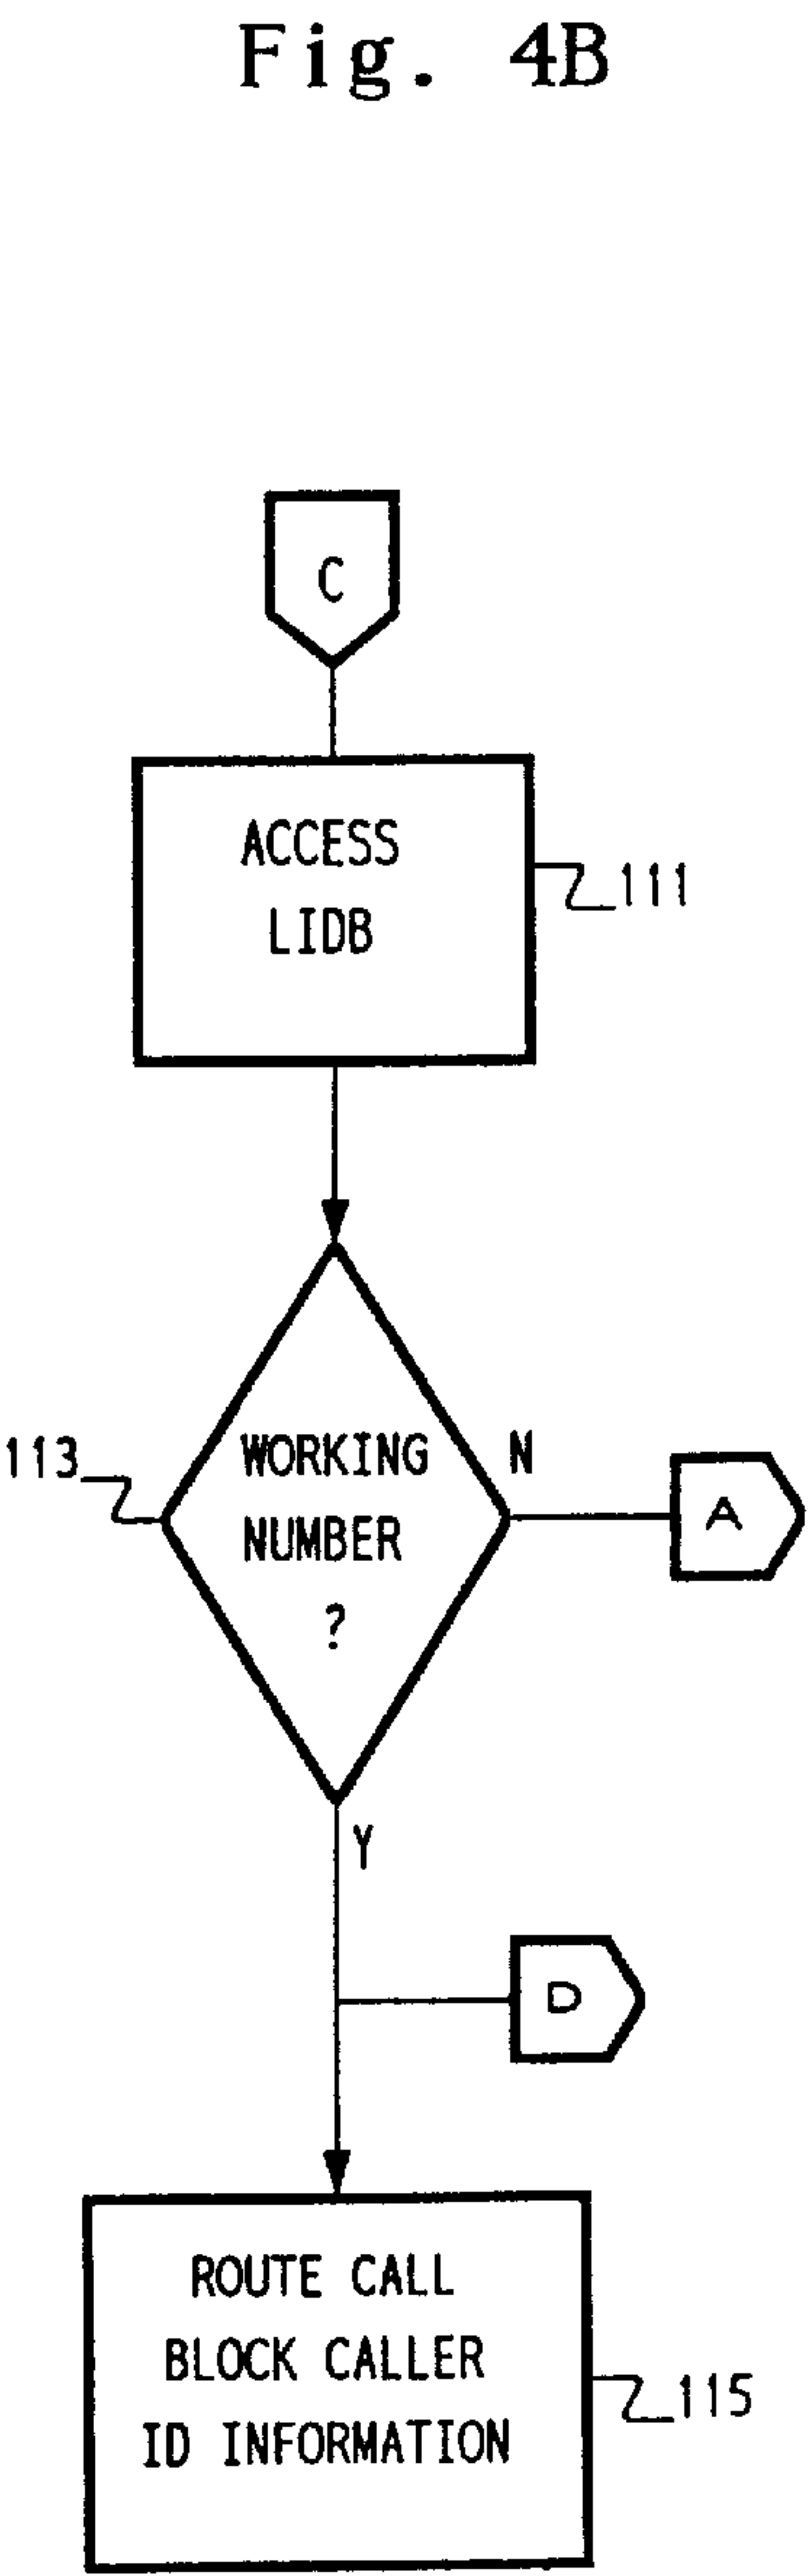 Fig. 4B
C
ACCESS
LIDB
111
113
WORKING
NUMBER
?
N
A
Y
D
ROUTE CALL
BLOCK CALLER
ID INFORMATION
115